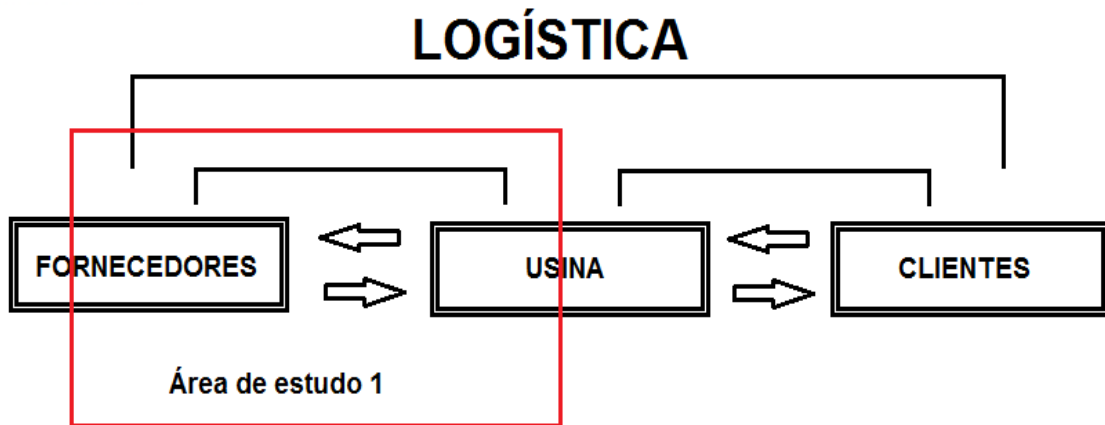 LOGÍSTICA
FORNECEDORES
USINA
CLIENTES
Área de estudo 1